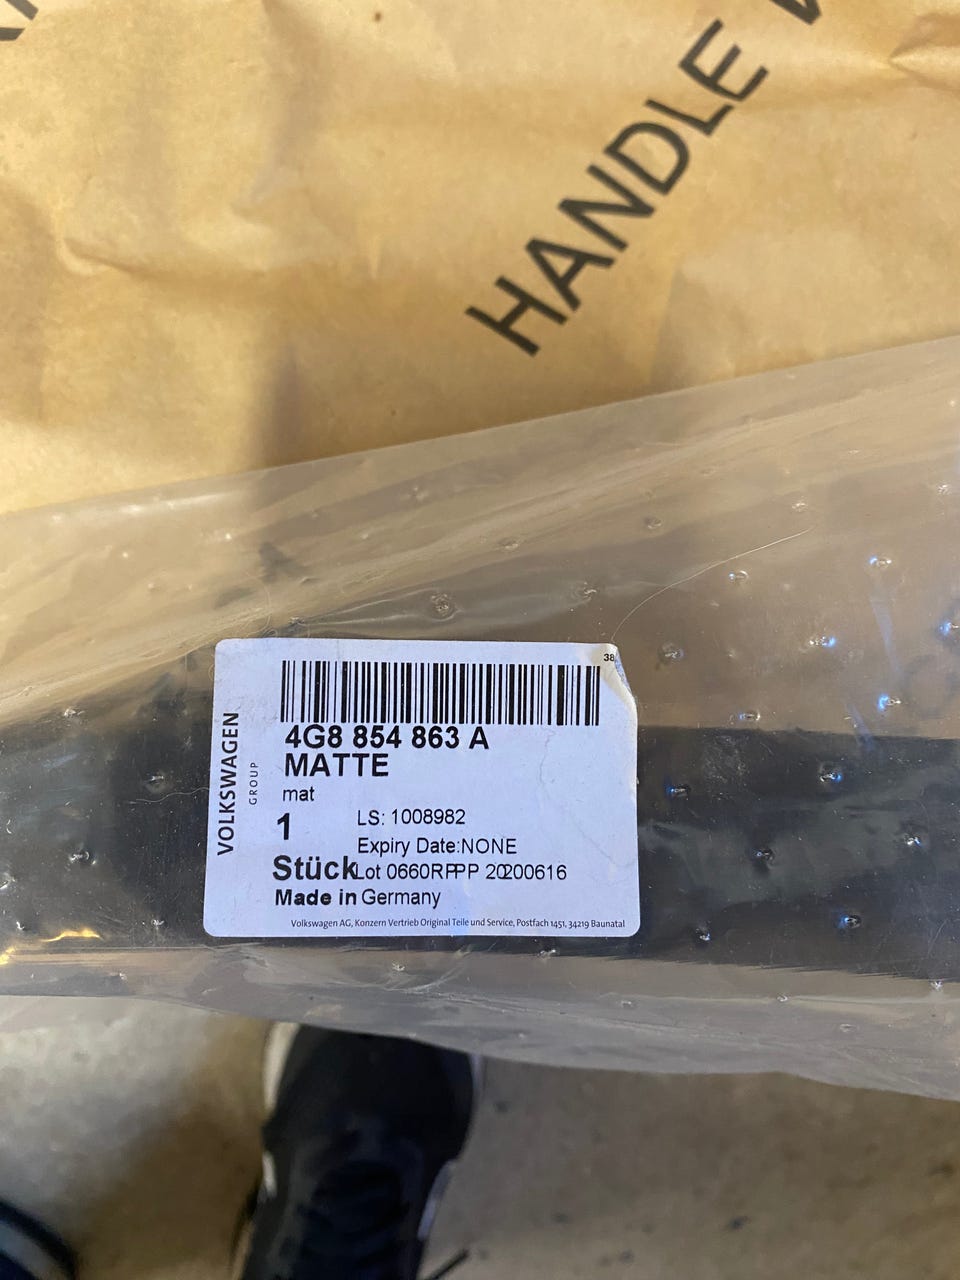 HANDLE
38
VOLKSWAGEN
GROUP
4G8 854 863 A
MATTE
mat
1
LS: 1008982
Expiry Date:NONE
Stück
Lot 0660RPPP 20200616
Made in Germany
Volkswagen AG, Konzern Vertrieb Original Teile und Service, Postfach 1451, 34219 Baunatal